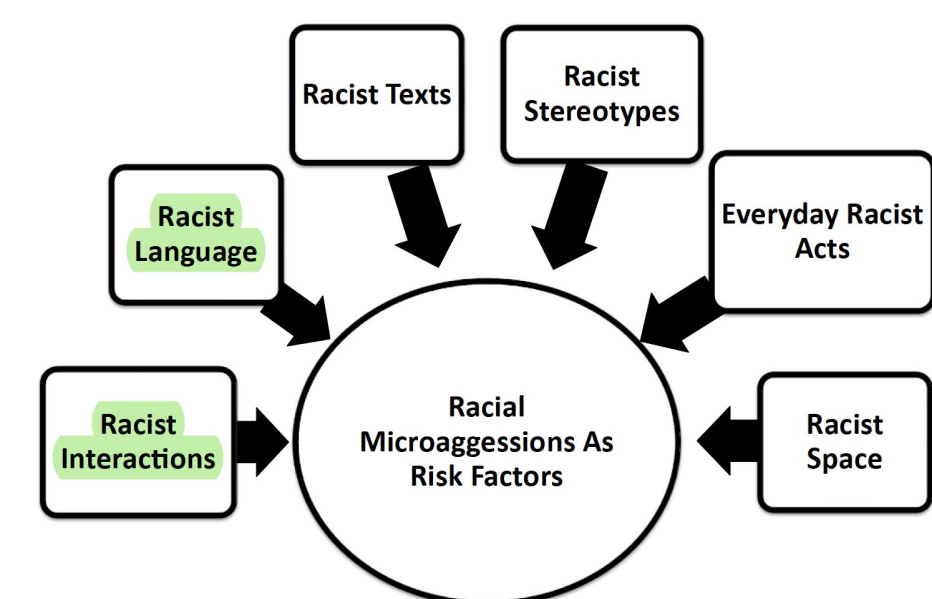 Racist Texts
Racist
Stereotypes
Racist
Language
Everyday Racist
Acts
Racist
Interactions
Racial
Microaggessions As
Risk Factors
Racist
Space